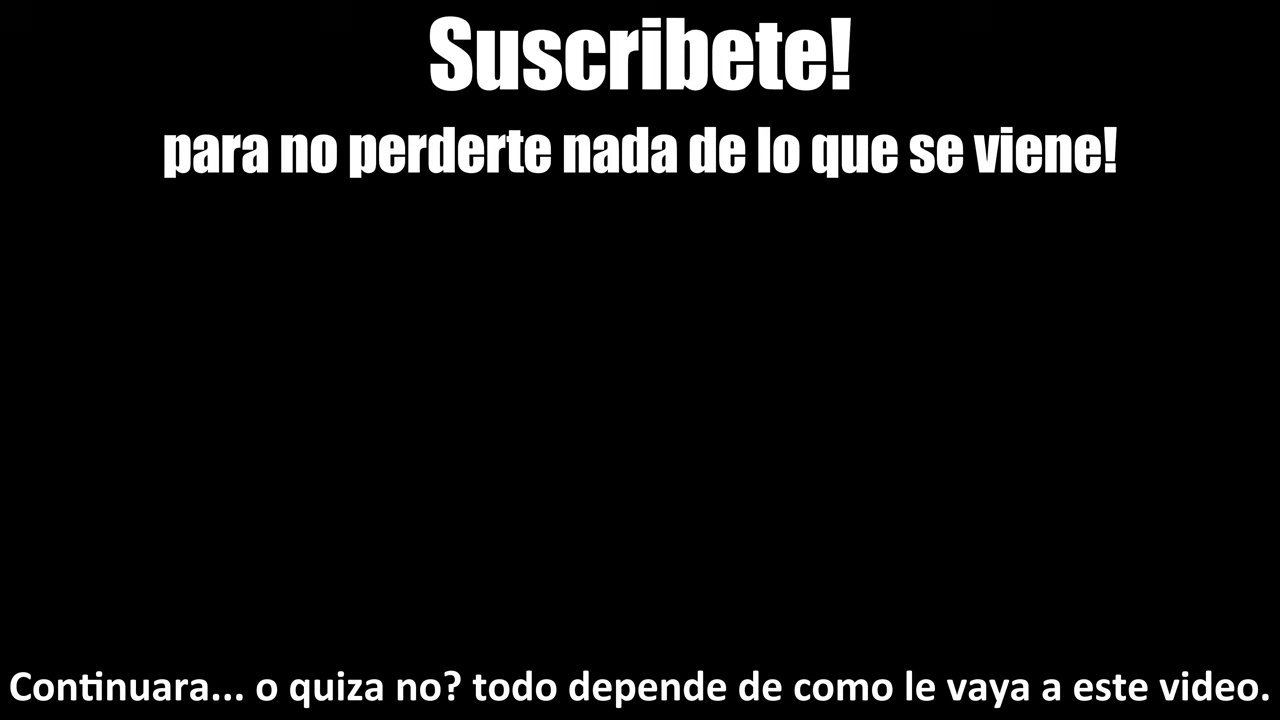 Suscribete!
para no perderte nada de lo que se viene!
Continuara... o quiza no? todo depende de como le vaya a este video.